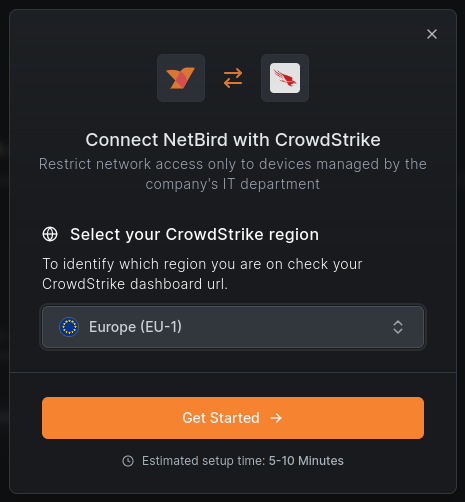 Connect NetBird with CrowdStrike
Restrict network access only to devices managed by the
company's IT department
Select your CrowdStrike region
To identify which region you are on check your
CrowdStrike dashboard url.
Europe (EU-1)
Get Started
Estimated setup time: 5-10 Minutes